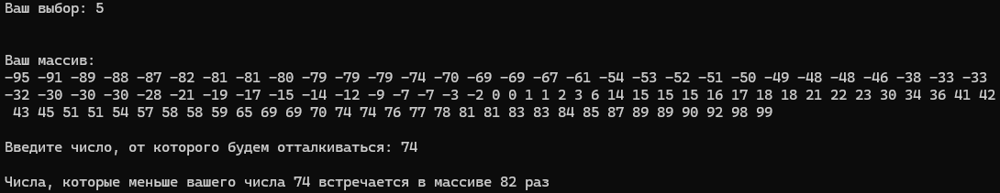 Ваш выбор: 5
Ваш массив:
-95 -91 -89 -88 -87 -82 -81 -81 -80 -79 -79 -79 -74 -70 -69 -69 -67 -61 -54 -53 -52 -51 -50 -49 -48 -48 -46 -38 -33 -33
-32 -30 -30 -30 -28 -21 -19 -17 -15 -14 -12 -9 -7 -7 -3 -2 0 0 1 1 2 3 6 14 15 15 15 16 17 18 18 21 22 23 30 34 36 41 42
43 45 51 51 54 57 58 58 59 65 69 69 70 74 74 76 77 78 81 81 83 83 84 85 87 89 89 90 92 98 99
Введите число, от которого будем отталкиваться: 74
Числа, которые меньше вашего числа 74 встречается в массиве 82 раз